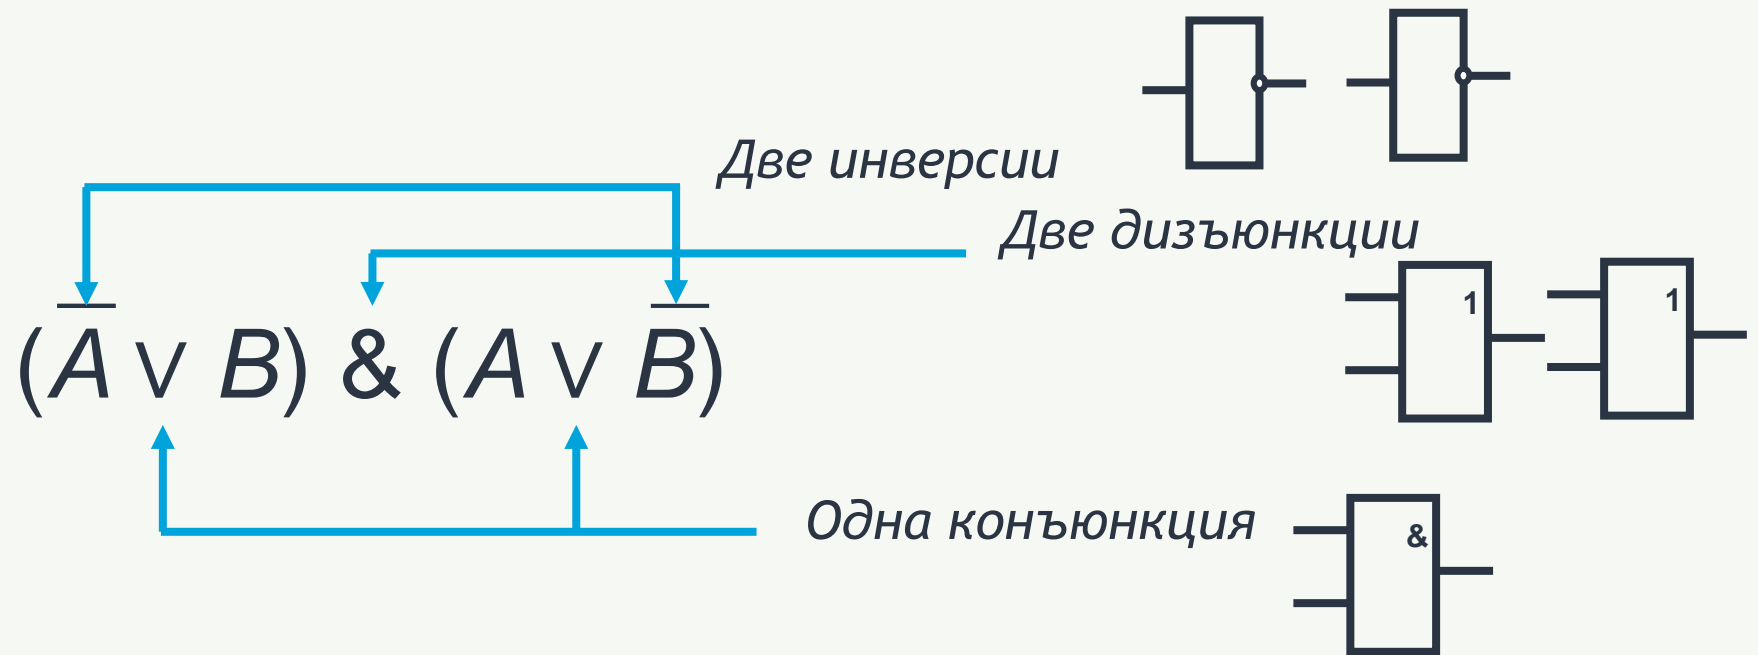 Две инверсии
Две дизъюнкции
1
1
(A̅ ∨ B) & (A ∨ B̅)
Одна конъюнкция
&